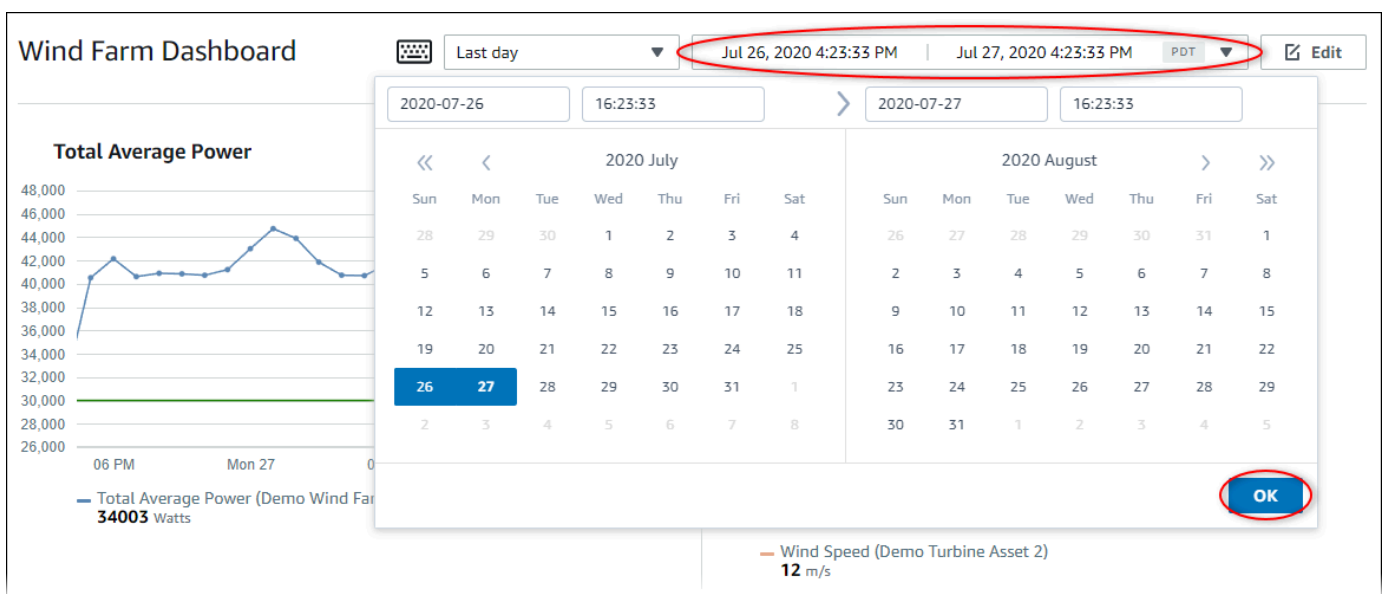 Wind Farm Dashboard
Last day
Jul 26, 2020 4:23:33 PM | Jul 27, 2020 4:23:33 PM PDT
Edit
2020-07-26 16:23:33 2020-07-27 16:23:33
Total Average Power
2020 July 2020 August
Sun Mon Tue Wed Thu Fri Sat Sun Mon Tue Wed Thu Fri Sat
28 29 30 1 2 3 4 26 27 28 29 30 31 1
5 6 7 8 9 10 11 2 3 4 5 6 7 8
12 13 14 15 16 17 18 9 10 11 12 13 14 15
19 20 21 22 23 24 25 16 17 18 19 20 21 22
26 27 28 29 30 31 1 23 24 25 26 27 28 29
2 3 4 5 6 7 8 30 31 1 2 3 4 5
OK
48,000
46,000
44,000
42,000
40,000
38,000
36,000
34,000
32,000
30,000
28,000
26,000
06 PM Mon 27 0
Total Average Power (Demo Wind Far
34003 Watts
Wind Speed (Demo Turbine Asset 2)
12 m/s